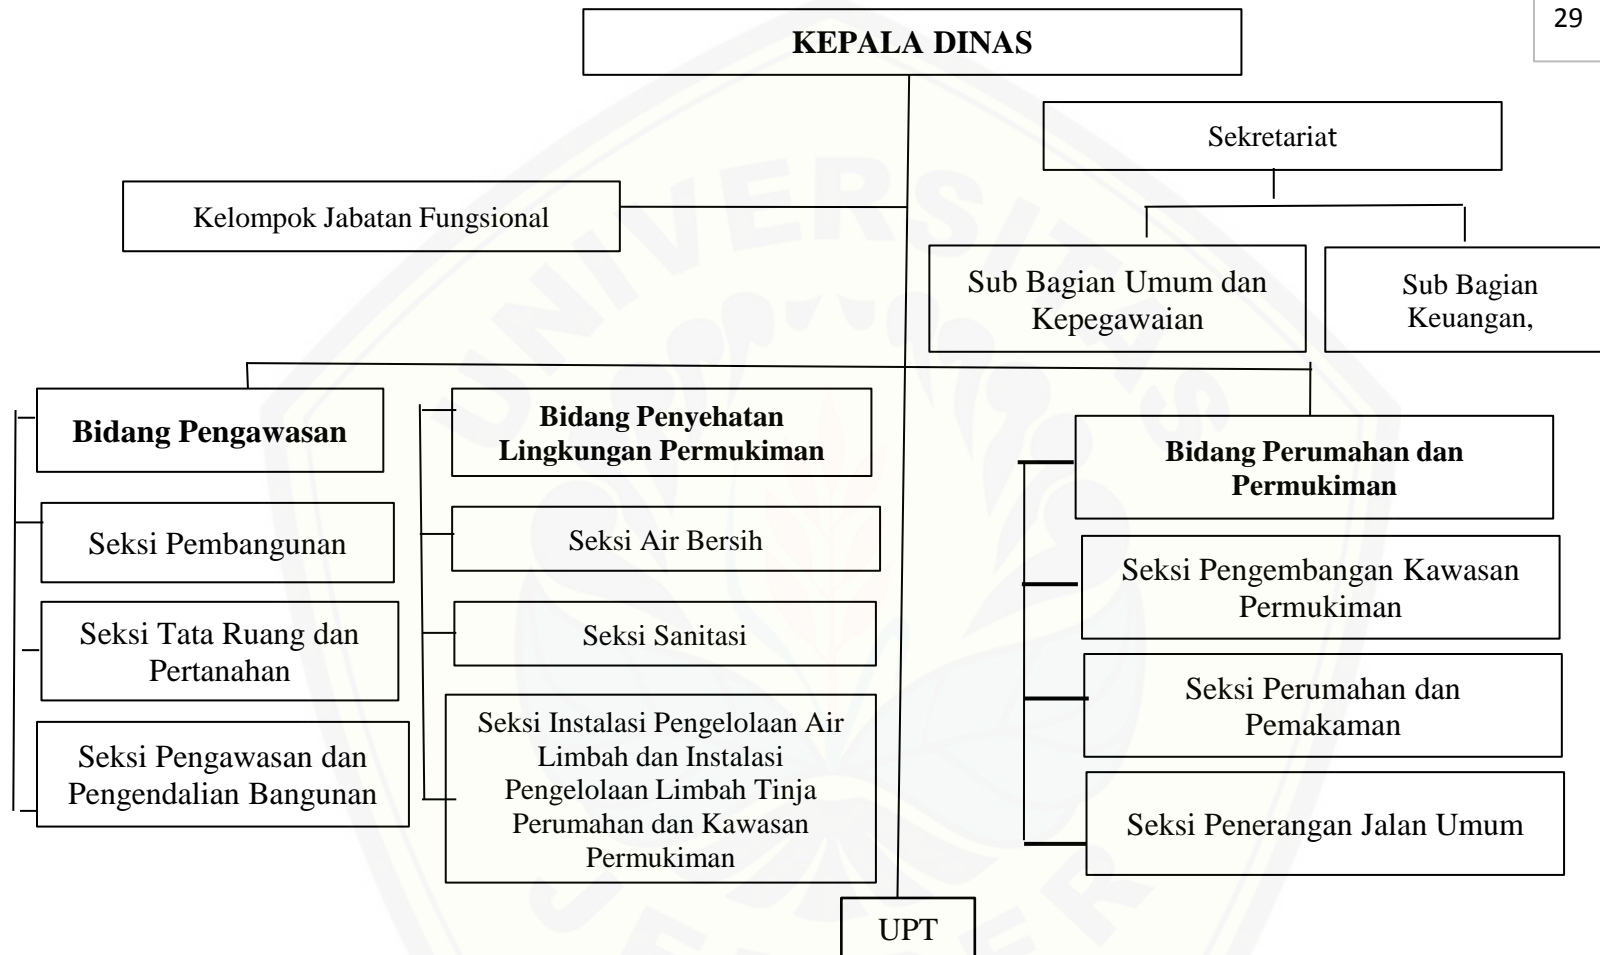 29
KEPALA DINAS
Sekretariat
Kelompok Jabatan Fungsional
Sub Bagian Umum dan
Kepegawaian
Sub Bagian
Keuangan,
Bidang Pengawasan
Seksi Pembangunan
Seksi Tata Ruang dan
Pertanahan
Seksi Pengawasan dan
Pengendalian Bangunan
Bidang Penyehatan
Lingkungan Permukiman
Seksi Air Bersih
Seksi Sanitasi
Seksi Instalasi Pengelolaan Air
Limbah dan Instalasi
Pengelolaan Limbah Tinja
Perumahan dan Kawasan
Permukiman
Bidang Perumahan dan
Permukiman
Seksi Pengembangan Kawasan
Permukiman
Seksi Perumahan dan
Pemakaman
Seksi Penerangan Jalan Umum
UPT
UNIVERSITAS
JEMBER